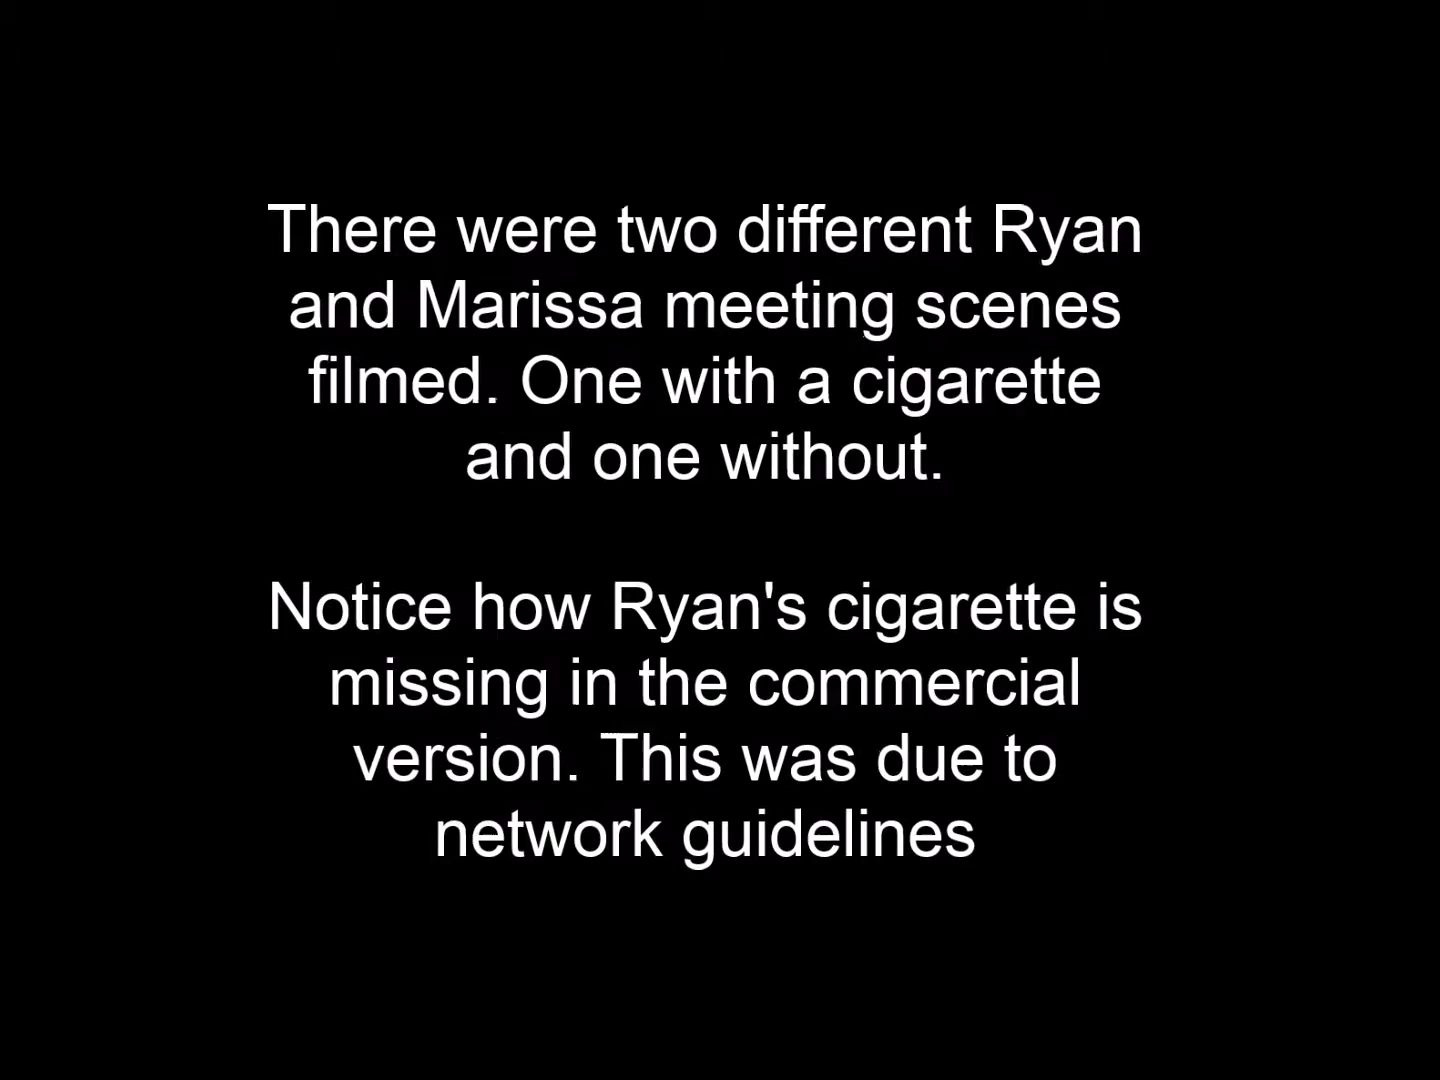 There were two different Ryan
and Marissa meeting scenes
filmed. One with a cigarette
and one without.
Notice how Ryan's cigarette is
missing in the commercial
version. This was due to
network guidelines